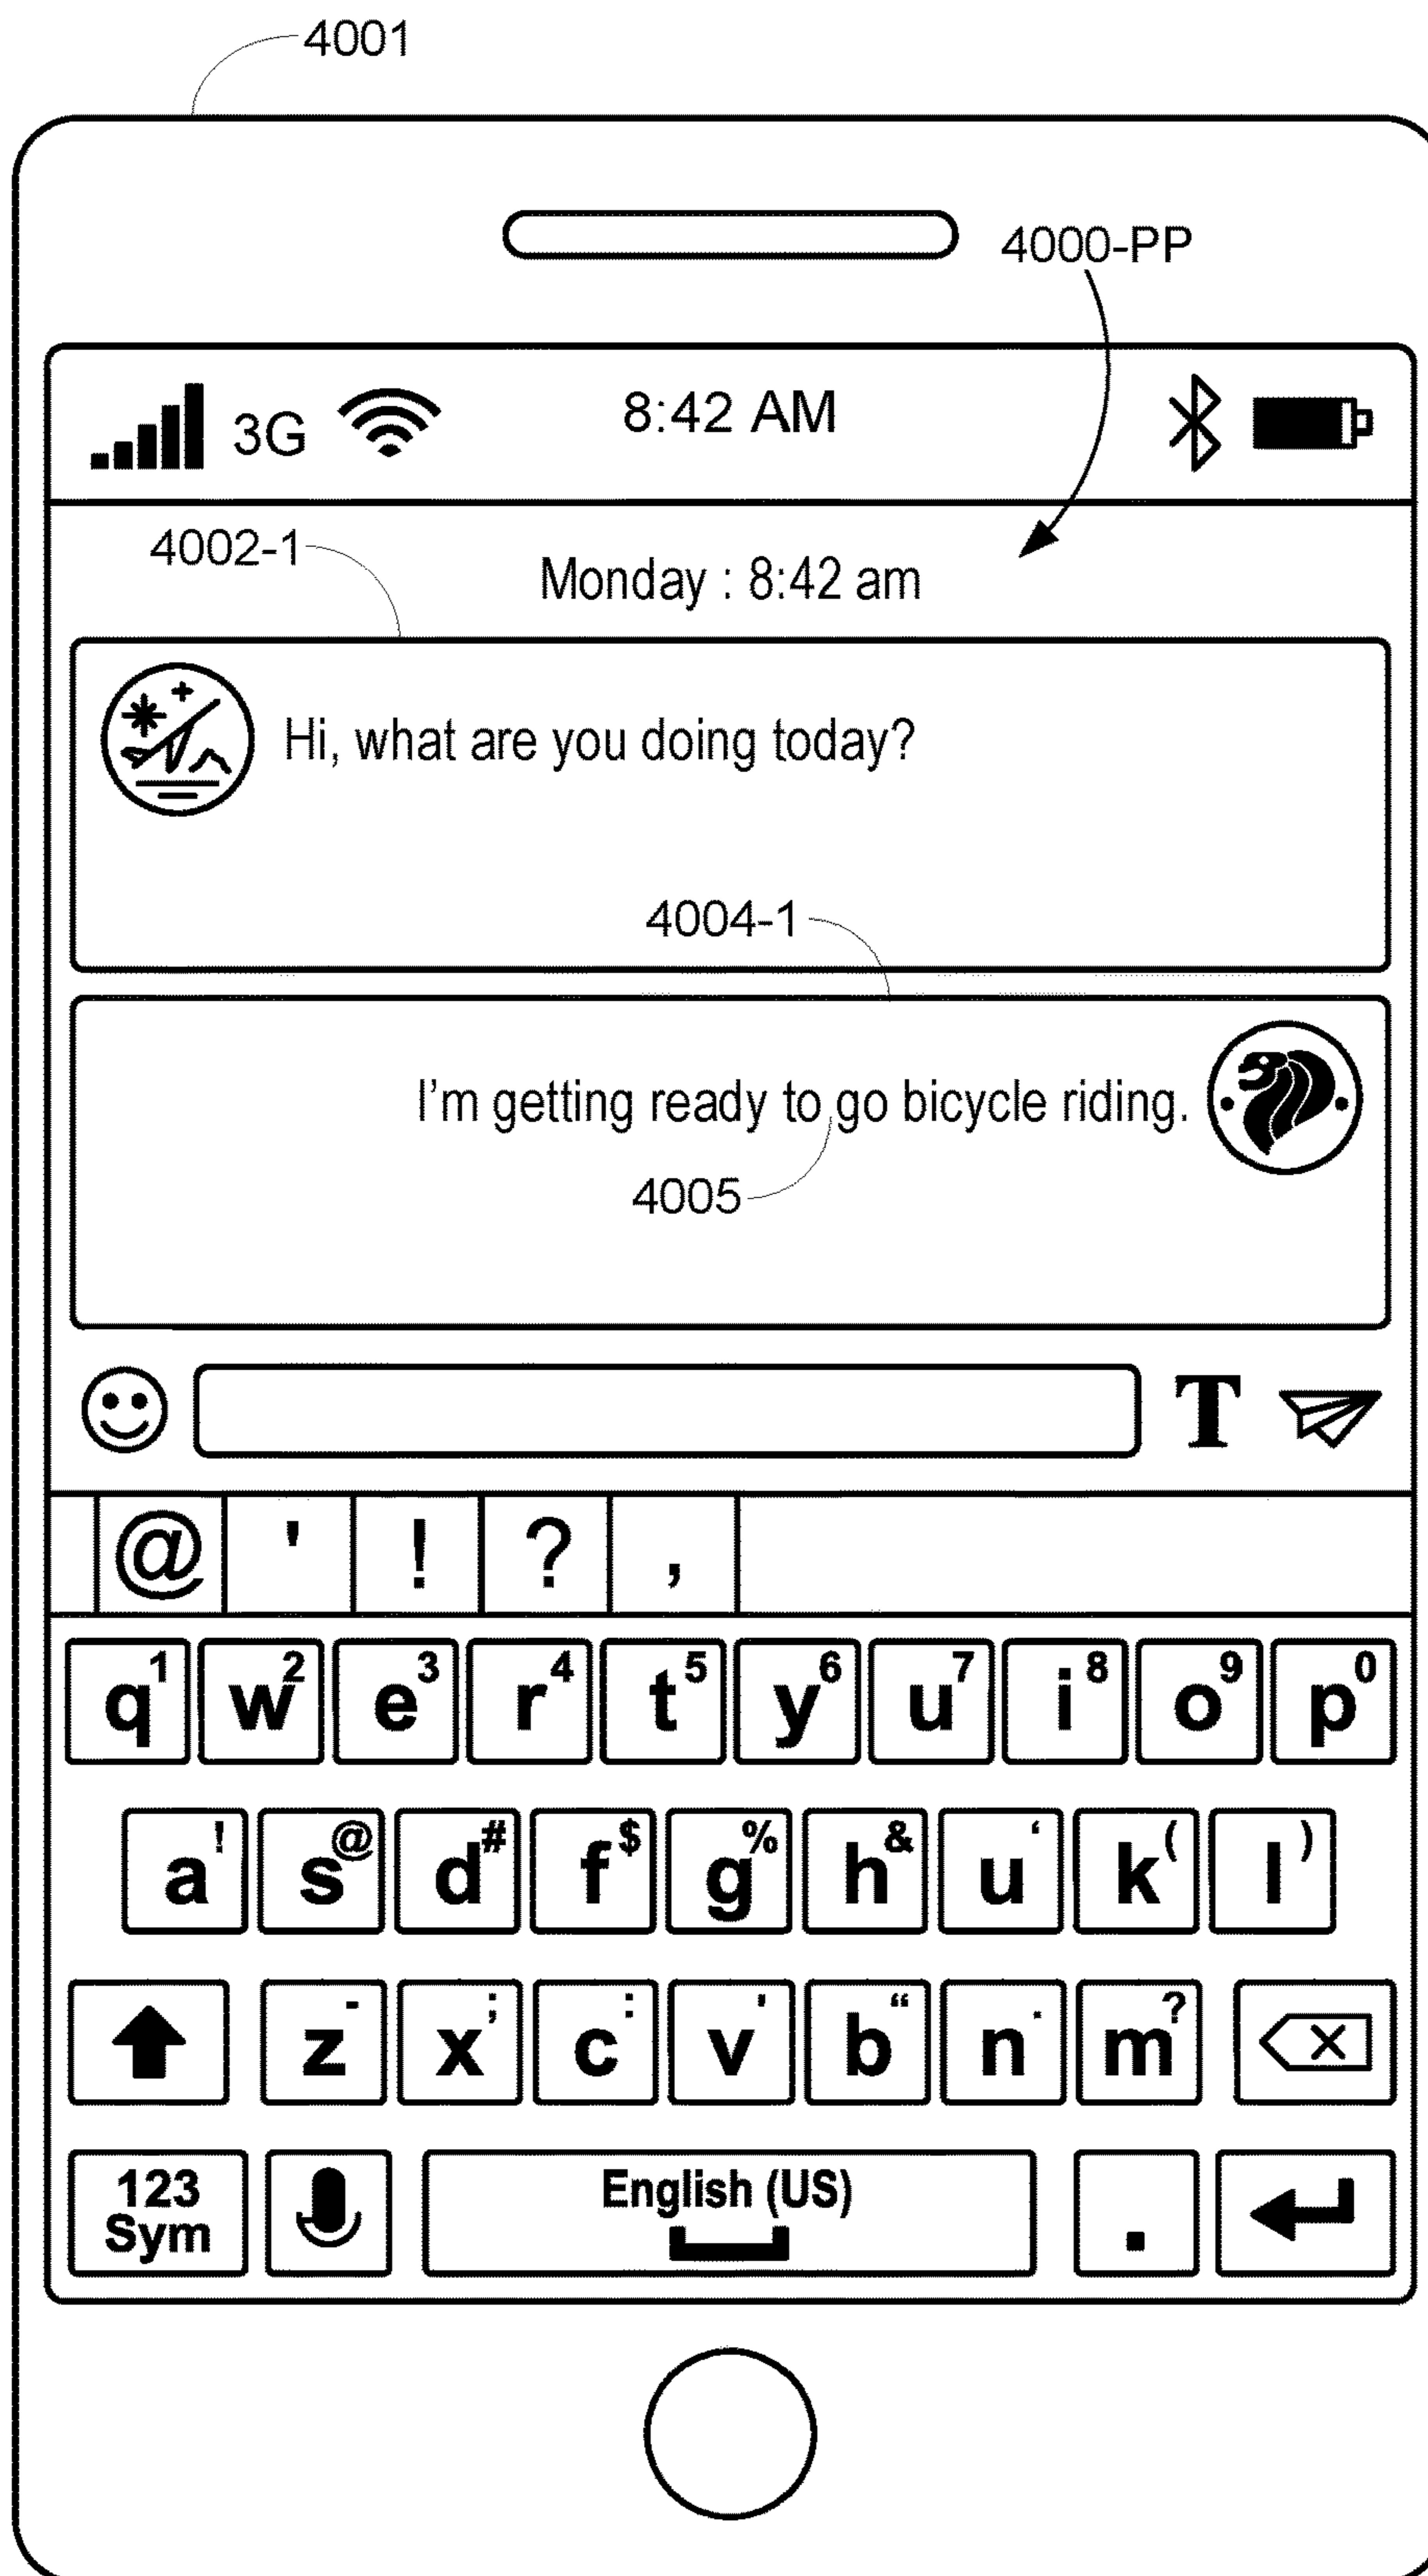 4001
4000-PP
3G 8:42 AM
4002-1
Monday : 8:42 am
Hi, what are you doing today?
4004-1
I'm getting ready to go bicycle riding.
4005
T
@ ' ! ? ,
q1 w2 e3 r4 t5 y6 u7 i8 o9 p0
a! s@ d# f$ g% h& u‘ k( l)
z- x; c: v' b“ n. m?
123
Sym
English (US)
.